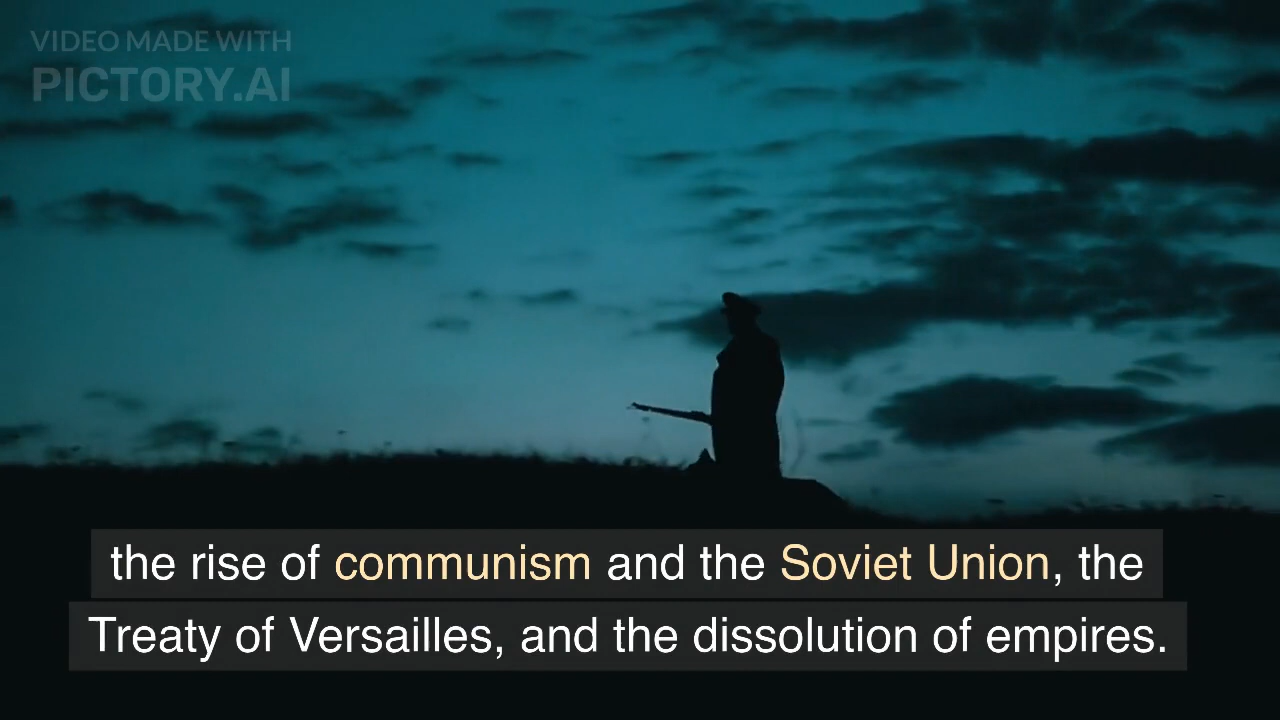 VIDEO MADE WITH
PICTORY.AI
the rise of communism and the Soviet Union, the
Treaty of Versailles, and the dissolution of empires.